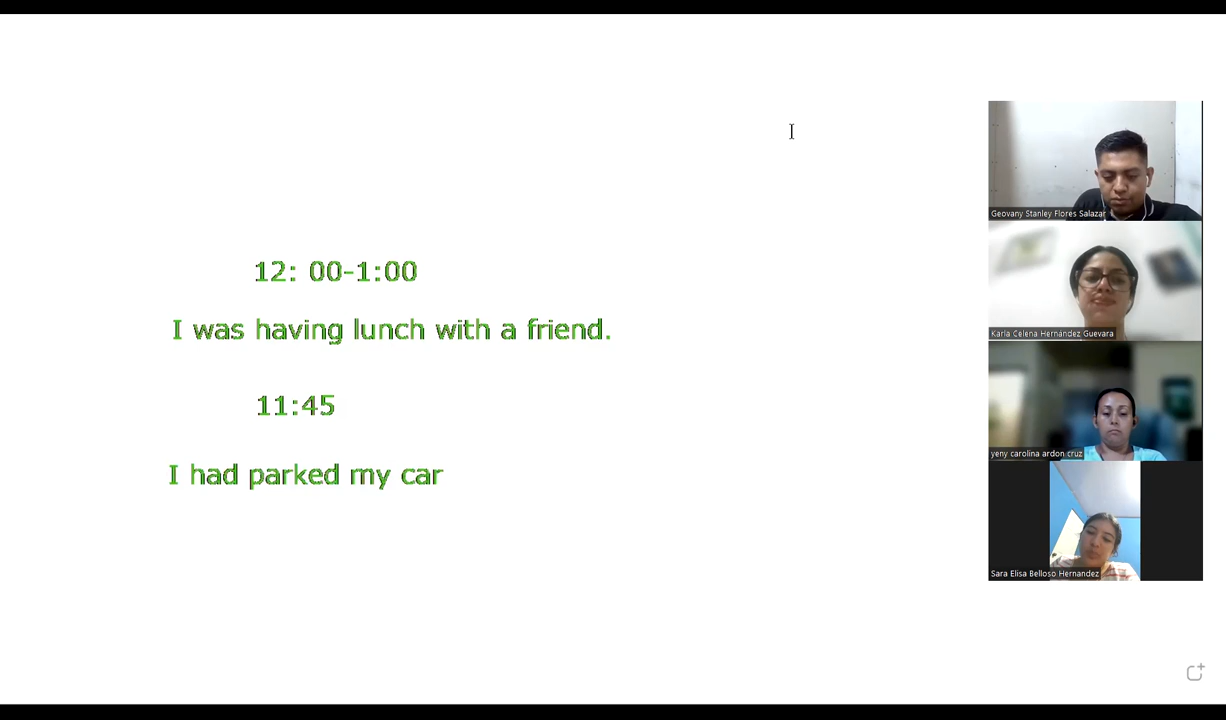 12: 00-1:00
I was having lunch with a friend.
11:45
I had parked my car
Geovany Stanley Flores Salazar
Karla Celena Hernández Guevara
yeny carolina ardon cruz
Sara Elisa Belloso Hernandez